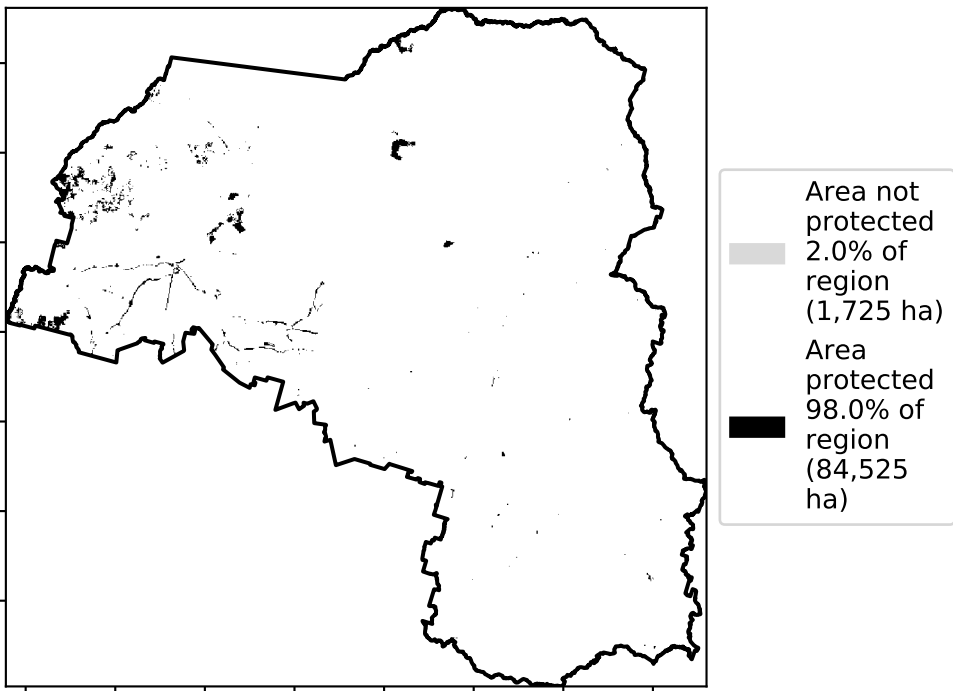 Area not
protected
2.0% of
region
(1,725 ha)
Area
protected
98.0% of
region
(84,525
ha)